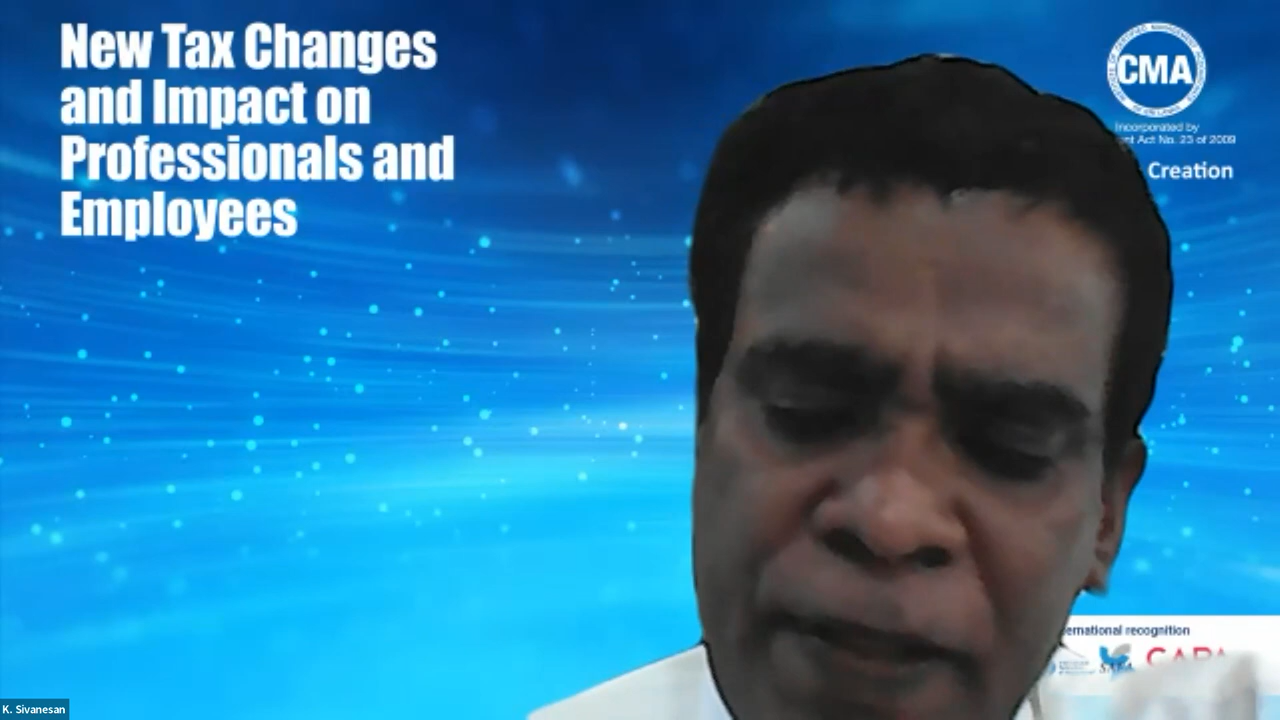 New Tax Changes
and Impact on
Professionals and
Employees
CMA
Incorporated by
nt Act No. 23 of 2009
Creation
ernational recognition
K. Sivanesan